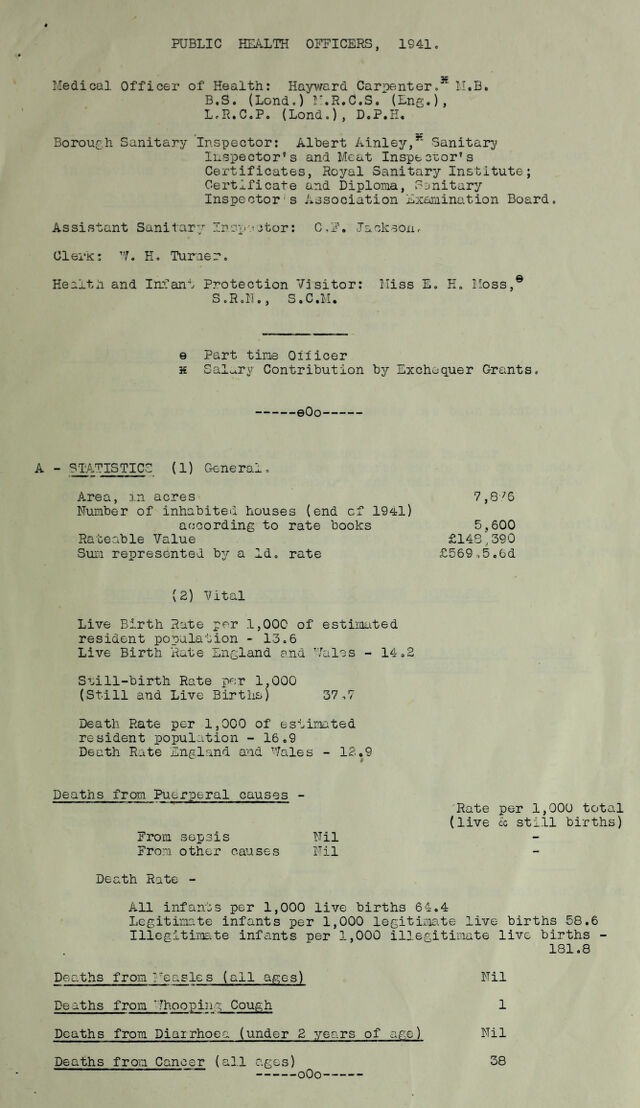 PUBLIC HEALTH OFFICERS, 1941.
Medical Officer of Health: Hayward Carpenter.ж M.B.
B.S. (Lond.) M.R.C.S. (Eng.),
L.R.C.P. (Lond.), D.P.H.
Borough Sanitary Inspector: Albert Ainley,ж Sanitary
Inspector's and Meat Inspector's
Certificates, Royal Sanitary Institute;
Certificate and Diploma, Sanitary
Inspector's Association Examination Board.
Assistant Sanitary Inspector: C.F. Jackson.
Clerk: W. H. Turner.
Health and Infant Protection Visitor: Miss E. H. Moss,ө
S.R.N., S.C.M.
ө Part time Officer
ж Salary Contribution by Exchequer Grants.
-----oOo-----
A - STATISTICS (1) General.
Area, in acres 7,876
Number of inhabited houses (end of 1941)
according to rate books 5,600
Rateable Value £148,390
Sum represented by a 1d. rate £569.5.6d
(2) Vital
Live Birth Rate per 1,000 of estimated
resident population - 13.6
Live Birth Rate England and Wales - 14.2
Still-birth Rate per 1,000
(Still and Live Births) 37.7
Death Rate per 1,000 of estimated
resident population - 16.9
Death Rate England and Wales - 12.9
Deaths from Puerperal causes -
Rate per 1,000 total
(live & still births)
From sepsis Nil -
From other causes Nil -
Death Rate -
All infants per 1,000 live births 64.4
Legitimate infants per 1,000 legitimate live births 58.6
Illegitimate infants per 1,000 illegitimate live births -
181.8
Deaths from Measles (all ages) Nil
Deaths from Whooping Cough 1
Deaths from Diarrhoea (under 2 years of age) Nil
Deaths from Cancer (all ages) 38
-----oOo-----